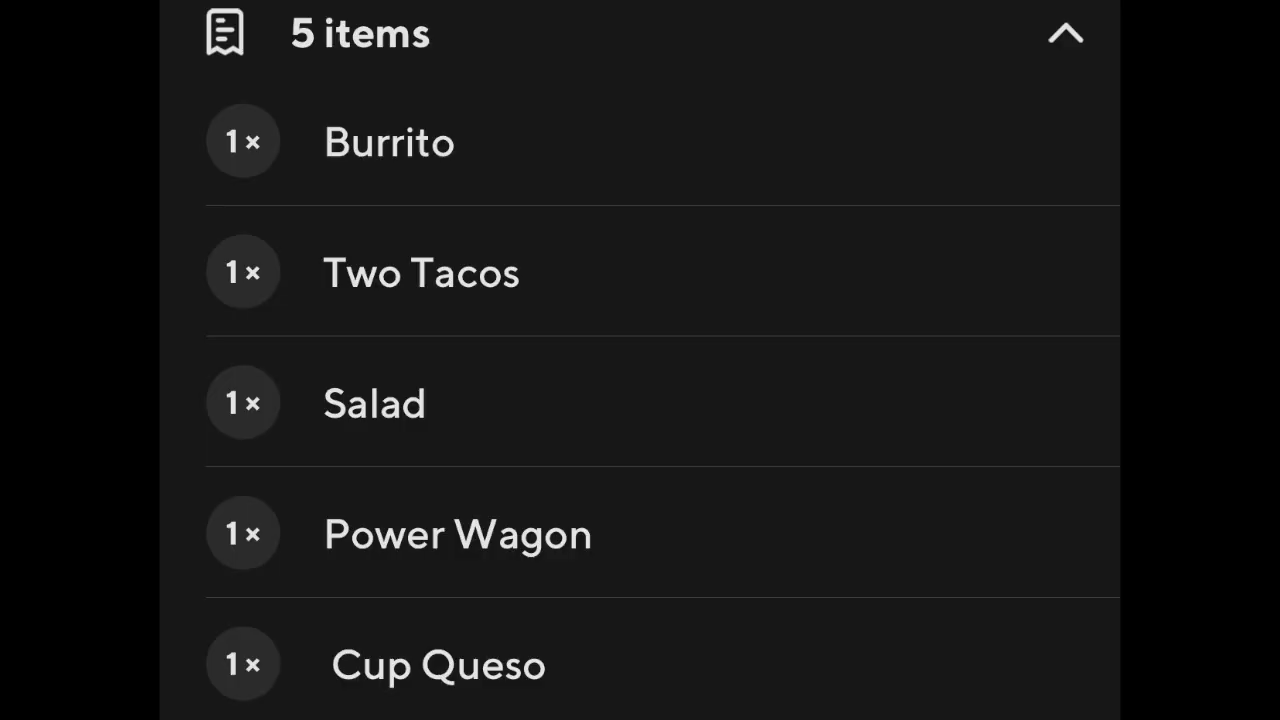 5 items
1 × Burrito
1 × Two Tacos
1 × Salad
1 × Power Wagon
1 × Cup Queso